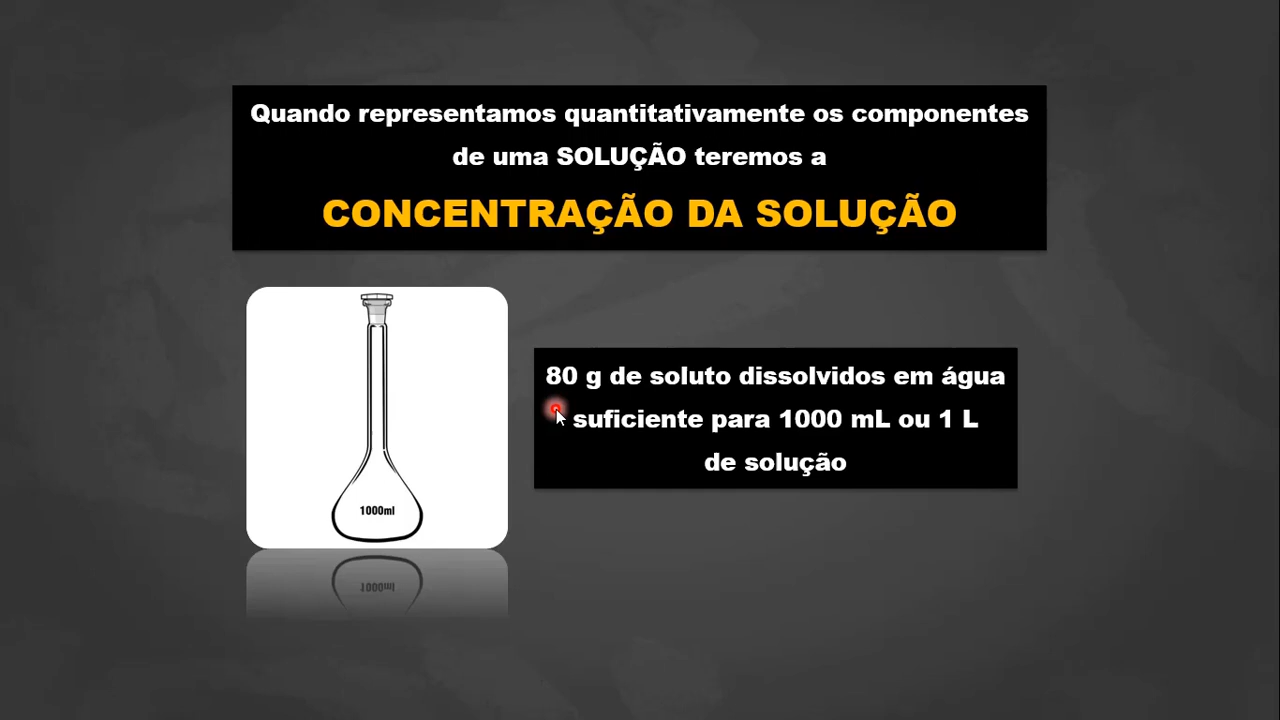 Quando representamos quantitativamente os componentes
de uma SOLUÇÃO teremos a
CONCENTRAÇÃO DA SOLUÇÃO
1000ml
80 g de soluto dissolvidos em água
suficiente para 1000 mL ou 1 L
de solução